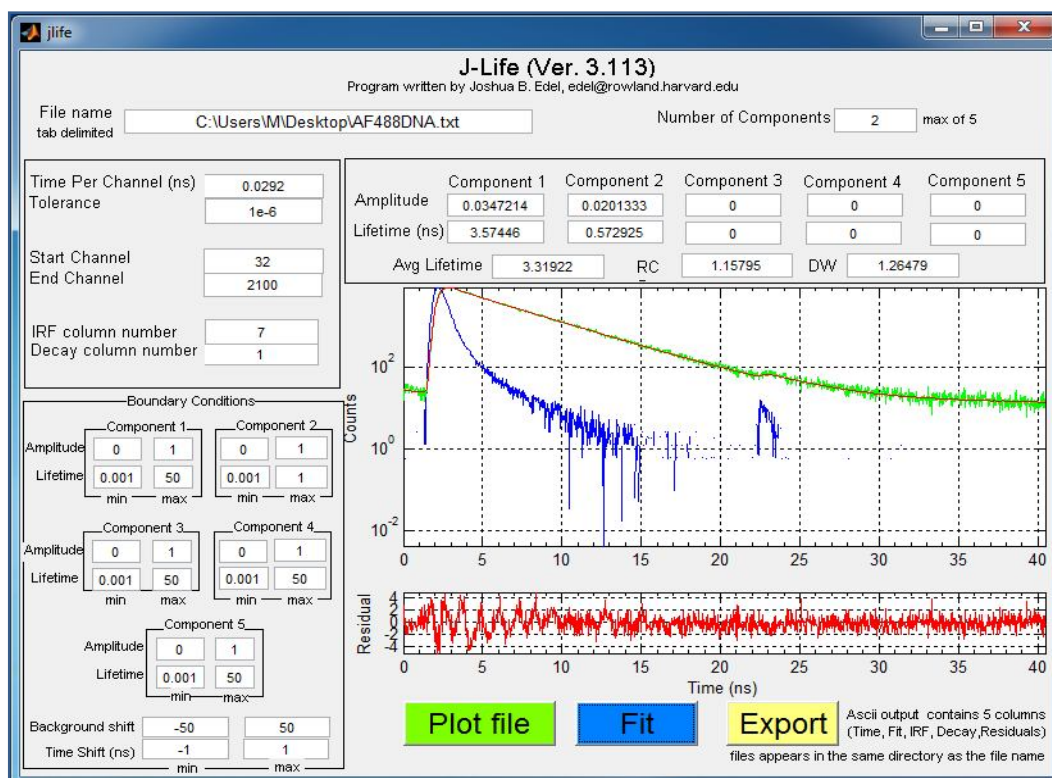 jlife
J-Life (Ver. 3.113)
Program written by Joshua B. Edel, edel@rowland.harvard.edu
File name
tab delimited
C:\Users\M\Desktop\AF488DNA.txt
Number of Components 2 max of 5
Time Per Channel (ns) 0.0292
Tolerance 1e-6
Start Channel 32
End Channel 2100
IRF column number 7
Decay column number 1
Component 1 Component 2 Component 3 Component 4 Component 5
Amplitude 0.0347214 0.0201333 0 0 0
Lifetime (ns) 3.57446 0.572925 0 0 0
Avg Lifetime 3.31922 RC 1.15795 DW 1.26479
Boundary Conditions
Component 1 Component 2
Amplitude 0 1 0 1
Lifetime 0.001 50 0.001 1
min max min max
Component 3 Component 4
Amplitude 0 1 0 1
Lifetime 0.001 50 0.001 50
min max min max
Component 5
Amplitude 0 1
Lifetime 0.001 50
min max
Background shift -50 50
Time Shift (ns) -1 1
min max
Counts
10^2
10^0
10^-2
0 5 10 15 20 25 30 35 40
Residual
4
2
0
-2
-4
0 5 10 15 20 25 30 35 40
Time (ns)
Plot file Fit Export
Ascii output contains 5 columns
(Time, Fit, IRF, Decay,Residuals)
files appears in the same directory as the file name